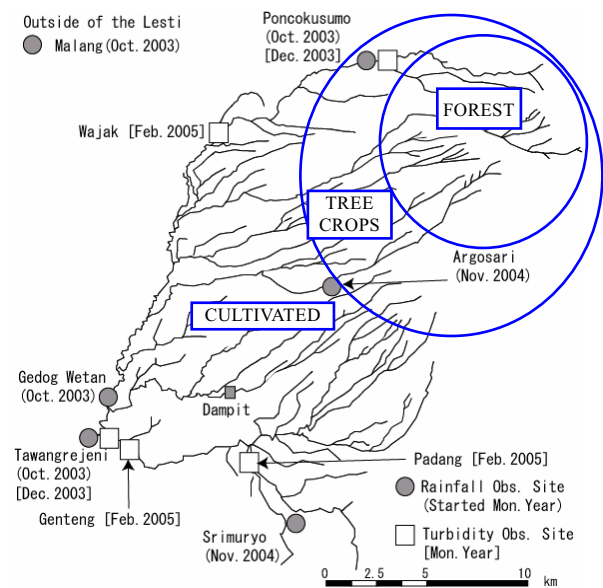 Outside of the Lesti
Malang(Oct. 2003)
Poncokusumo
(Oct. 2003)
[Dec. 2003]
FOREST
Wajak [Feb. 2005]
TREE
CROPS
Argosari
(Nov. 2004)
CULTIVATED
Gedog Wetan
(Oct. 2003)
Dampit
Tawangrejeni
(Oct. 2003)
[Dec. 2003]
Genteng [Feb. 2005]
Padang [Feb. 2005]
Srimuryo
(Nov. 2004)
Rainfall Obs. Site
(Started Mon. Year)
Turbidity Obs. Site
[Mon. Year]
0 2.5 5 10 km